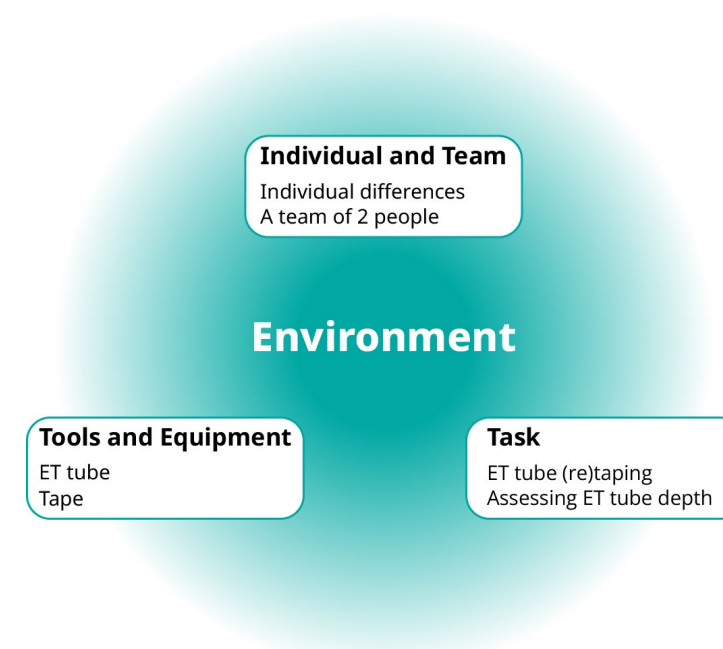 Individual and Team
Individual differences
A team of 2 people
Environment
Tools and Equipment
ET tube
Tape
Task
ET tube (re)taping
Assessing ET tube depth